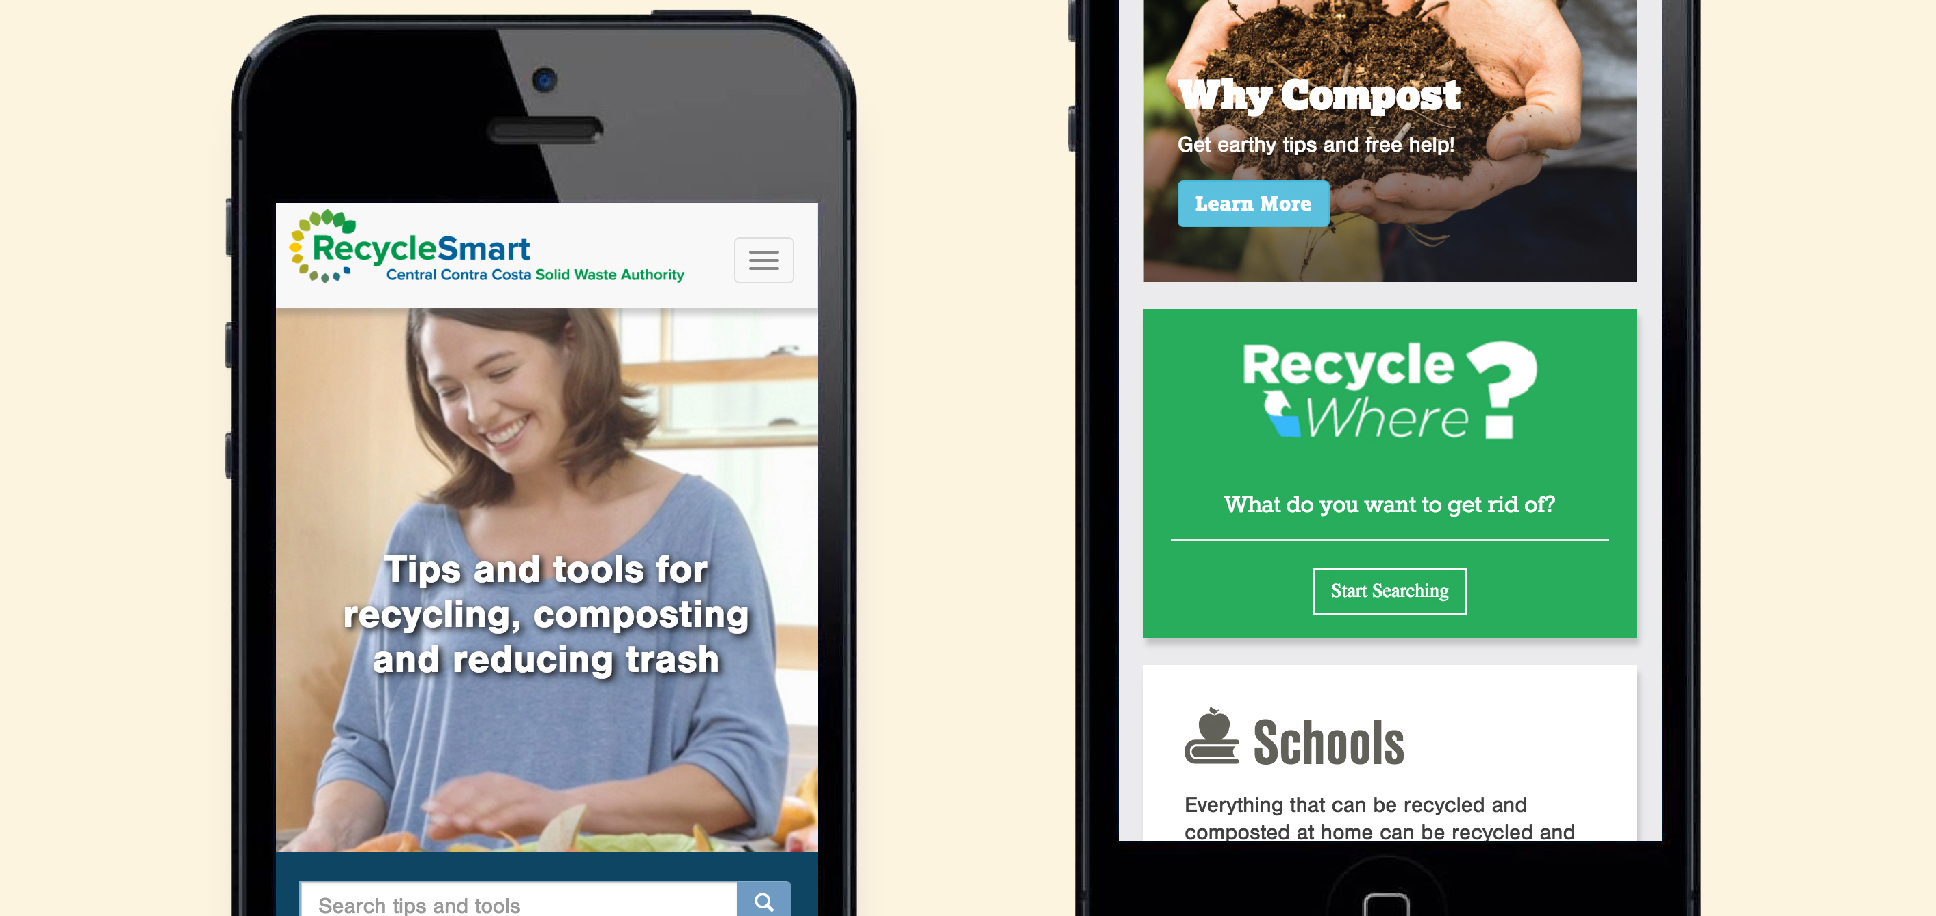 RecycleSmart
Central Contra Costa Solid Waste Authority
Tips and tools for
recycling, composting
and reducing trash
Search tips and tools
Why Compost
Get earthy tips and free help!
Learn More
Recycle
Where?
What do you want to get rid of?
Start Searching
Schools
Everything that can be recycled and
composted at home can be recycled and